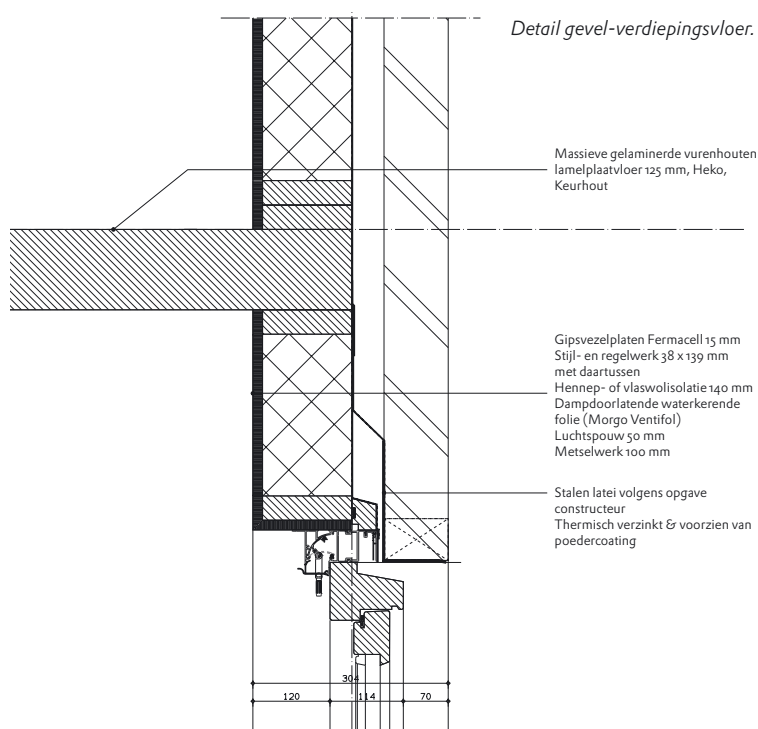 Detail gevel-verdiepingsvloer.
Massieve gelaminerde vurenhouten
lamelplaatvloer 125 mm, Heko,
Keurhout
Gipsvezelplaten Fermacell 15 mm
Stijl- en regelwerk 38 x 139 mm
met daartussen
Hennep- of vlaswolisolatie 140 mm
Dampdoorlatende waterkerende
folie (Morgo Ventifol)
Luchtspouw 50 mm
Metselwerk 100 mm
Stalen latei volgens opgave
constructeur
Thermisch verzinkt & voorzien van
poedercoating
304
120 114 70